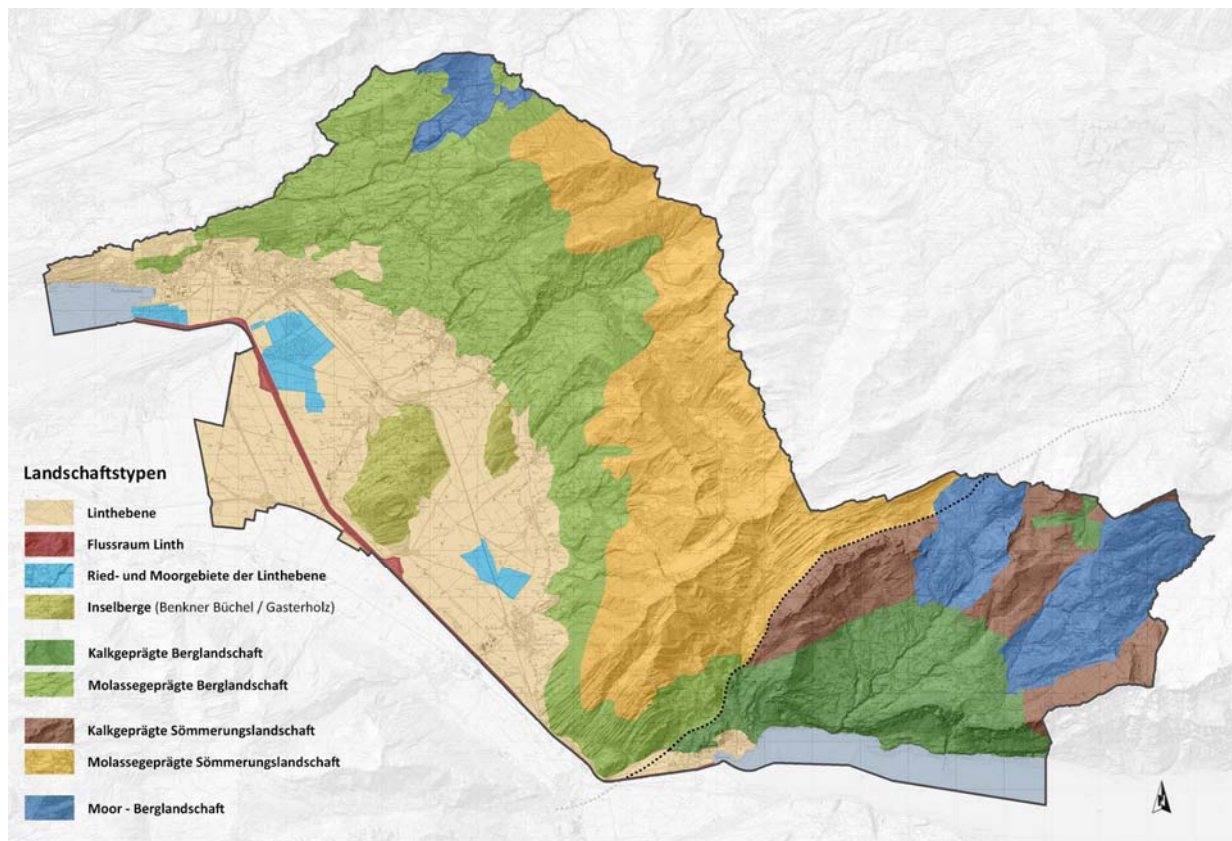 Landschaftstypen
Linthebene
Flussraum Linth
Ried- und Moorgebiete der Linthebene
Inselberge (Benkner Büchel / Gasterholz)
Kalkgeprägte Berglandschaft
Molassegeprägte Berglandschaft
Kalkgeprägte Sömmerungslandschaft
Molassegeprägte Sömmerungslandschaft
Moor - Berglandschaft